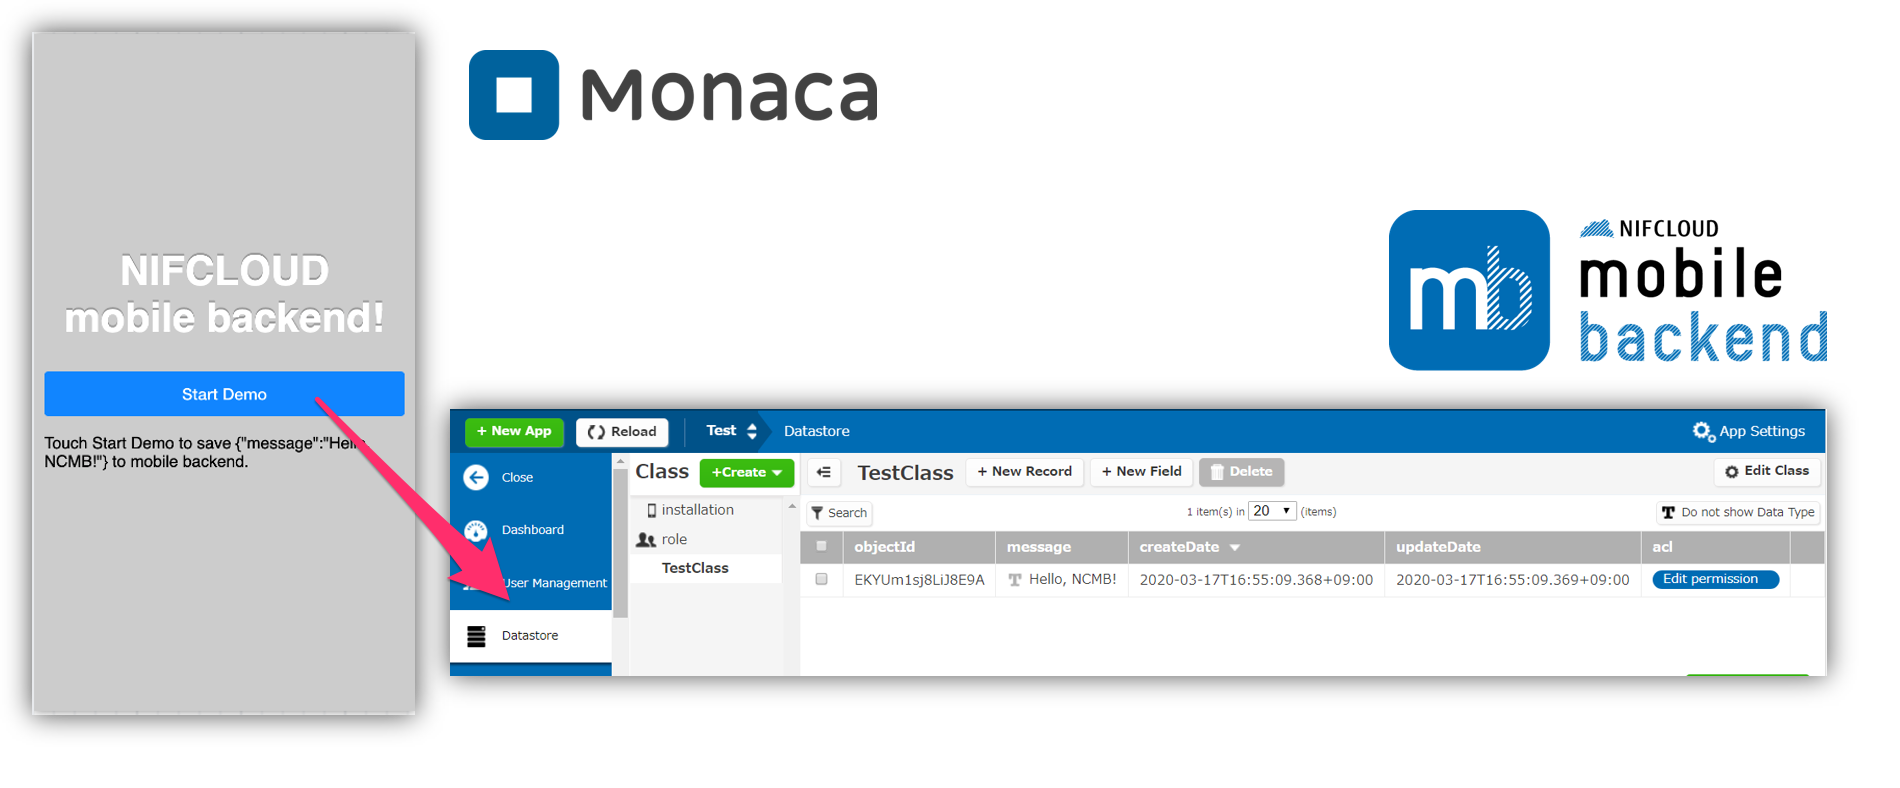 NIFCLOUD
mobile backend!
Start Demo
Touch Start Demo to save {"message":"Hello,
NCMB!"} to mobile backend.
Monaca
mb
NIFCLOUD
mobile
backend
+ New App
Reload
Test
Datastore
App Settings
Close
Dashboard
User Management
Datastore
Class
+Create
installation
role
TestClass
TestClass
+ New Record
+ New Field
Delete
Edit Class
Search
1 item(s) in 20 (items)
Do not show Data Type
objectId message createDate updateDate acl
EKYUm1sj8LiJ8E9A T Hello, NCMB! 2020-03-17T16:55:09.368+09:00 2020-03-17T16:55:09.369+09:00 Edit permission